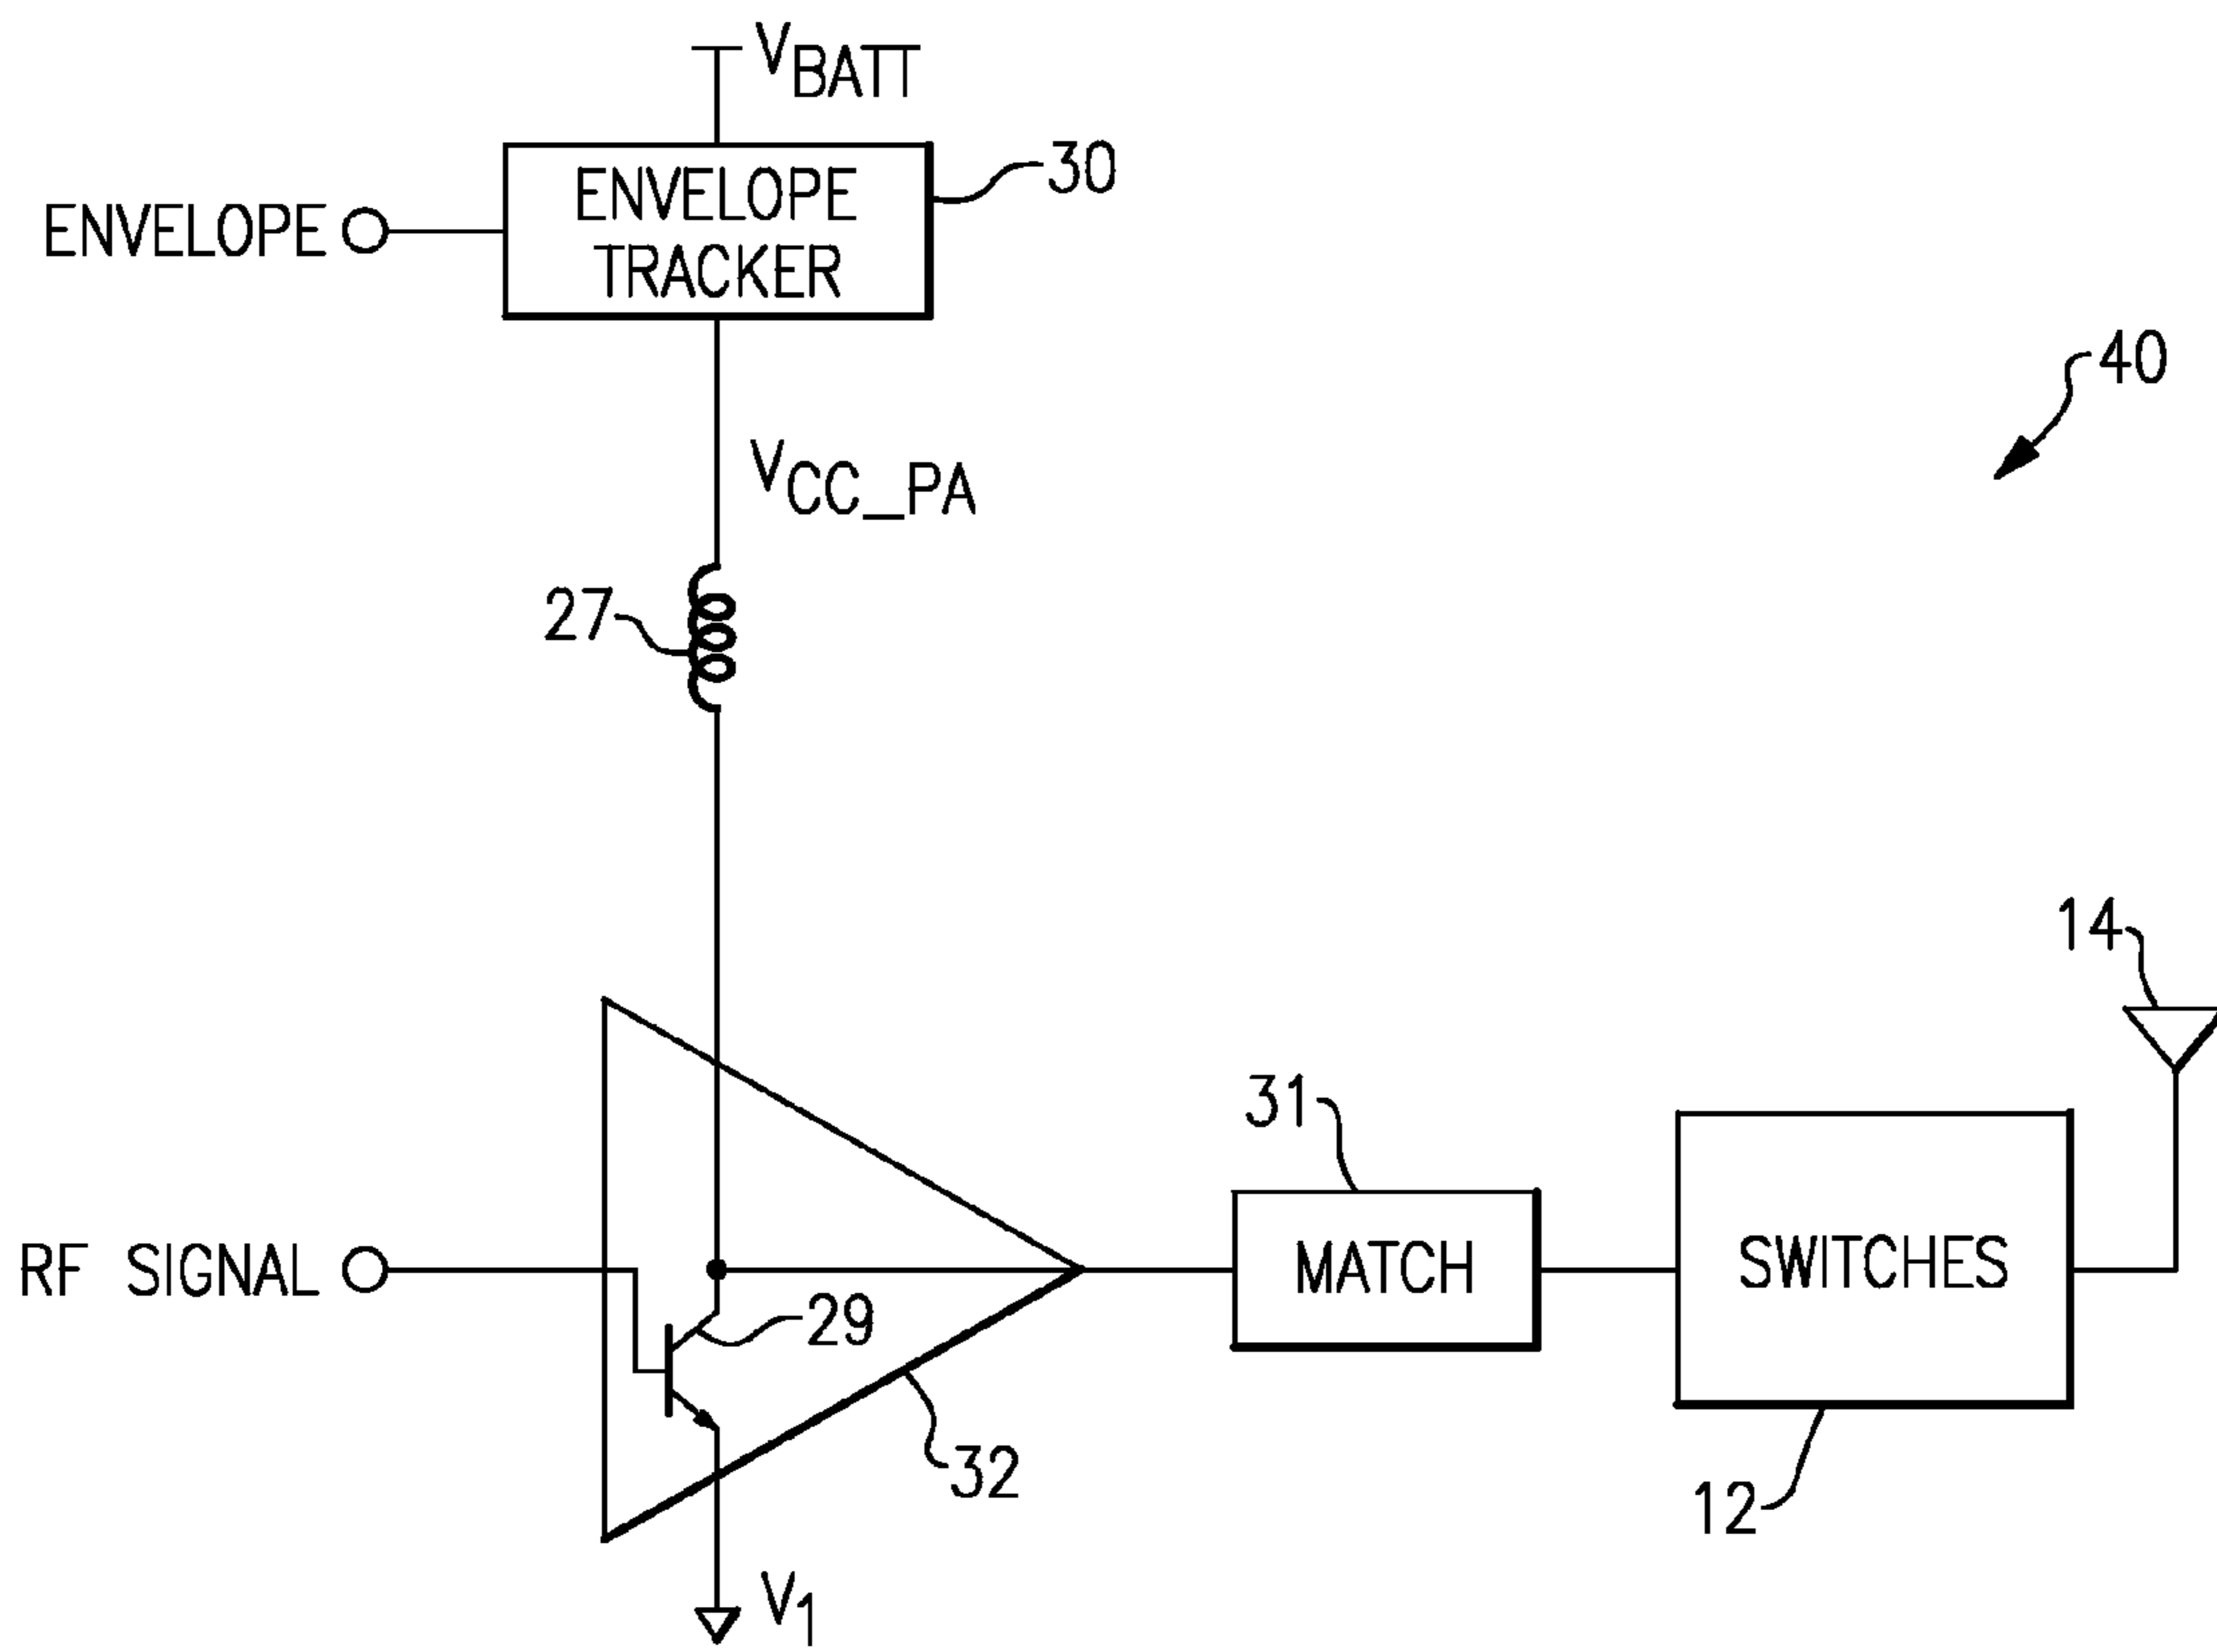 VBATT
ENVELOPE
ENVELOPE
TRACKER
30
40
VCC_PA
27
14
31
RF SIGNAL
MATCH
SWITCHES
29
32
12
V1